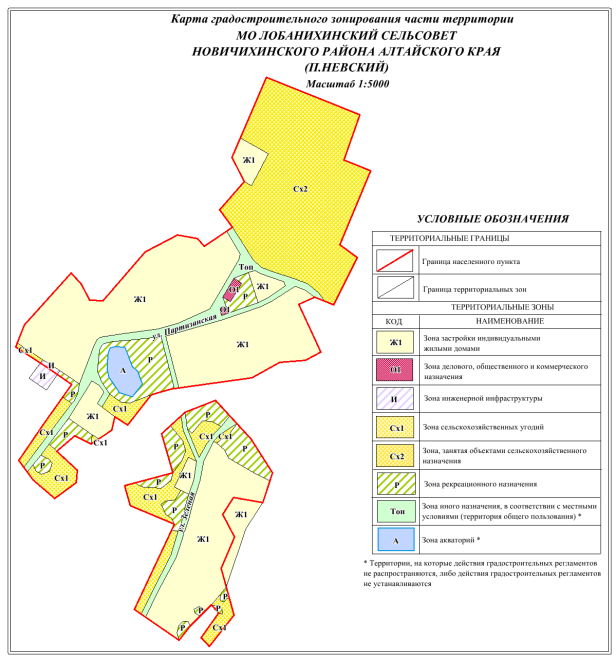 Карта градостроительного зонирования части территории
МО ЛОБАНИХИНСКИЙ СЕЛЬСОВЕТ
НОВИЧИХИНСКОГО РАЙОНА АЛТАЙСКОГО КРАЯ
(П.НЕВСКИЙ)
Масштаб 1:5000
Ж1
Сх2
Топ
О1
Ж1
Р
О1
Ж1
ул. Партизанская
Ж1
Сх1
И
И
Р
А
Р
Ж1
Сх1
Сх1
Сх1
Р
Р
Сх1
Р
Сх1
Сх1
Р
Р
Ж1
Сх1
Р
ул. Зеленая
Ж1
Ж1
Р
Р
Р
Р
Сх1
УСЛОВНЫЕ ОБОЗНАЧЕНИЯ
ТЕРРИТОРИАЛЬНЫЕ ГРАНИЦЫ
Граница населенного пункта
Граница территориальных зон
ТЕРРИТОРИАЛЬНЫЕ ЗОНЫ
КОД НАИМЕНОВАНИЕ
Ж1 Зона застройки индивидуальными
жилыми домами
О1 Зона делового, общественного и коммерческого
назначения
И Зона инженерной инфраструктуры
Сх1 Зона сельскохозяйственных угодий
Сх2 Зона, занятая объектами сельскохозяйственного
назначения
Р Зона рекреационного назначения
Топ Зона иного назначения, в соответствии с местными
условиями (территория общего пользования) *
А Зона акваторий *
* Территории, на которые действия градостроительных регламентов
не распространяются, либо действия градостроительных регламентов
не устанавливаются